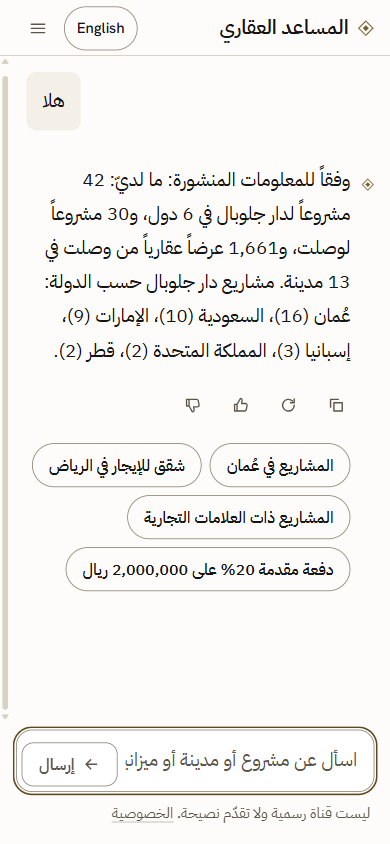 المساعد العقاري
English
هلا
وفقاً للمعلومات المنشورة: ما لديّ: 42
مشروعاً لدار جلوبال في 6 دول، و30 مشروعاً
لوصلت، و1,661 عرضاً عقارياً من وصلت في
13 مدينة. مشاريع دار جلوبال حسب الدولة:
عُمان (16)، السعودية (10)، الإمارات (9)،
إسبانيا (3)، المملكة المتحدة (2)، قطر (2).
المشاريع في عُمان
شقق للإيجار في الرياض
المشاريع ذات العلامات التجارية
دفعة مقدمة 20% على 2,000,000 ريال
اسأل عن مشروع أو مدينة أو
إرسال
ليست قناة رسمية ولا تقدّم نصيحة. الخصوصية